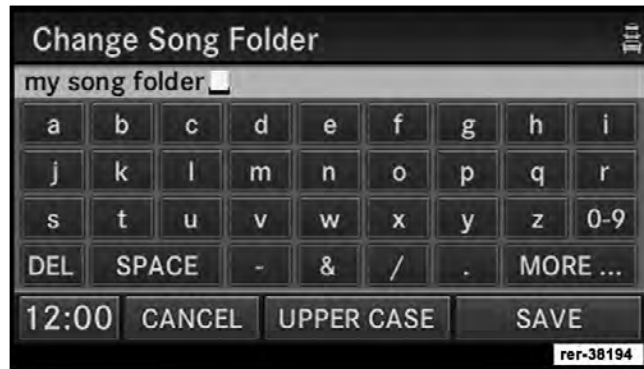 Change Song Folder
my song folder
a b c d e f g h i
j k l m n o p q r
s t u v w x y z 0-9
DEL SPACE - & / . MORE ...
12:00 CANCEL UPPER CASE SAVE
rer-38194